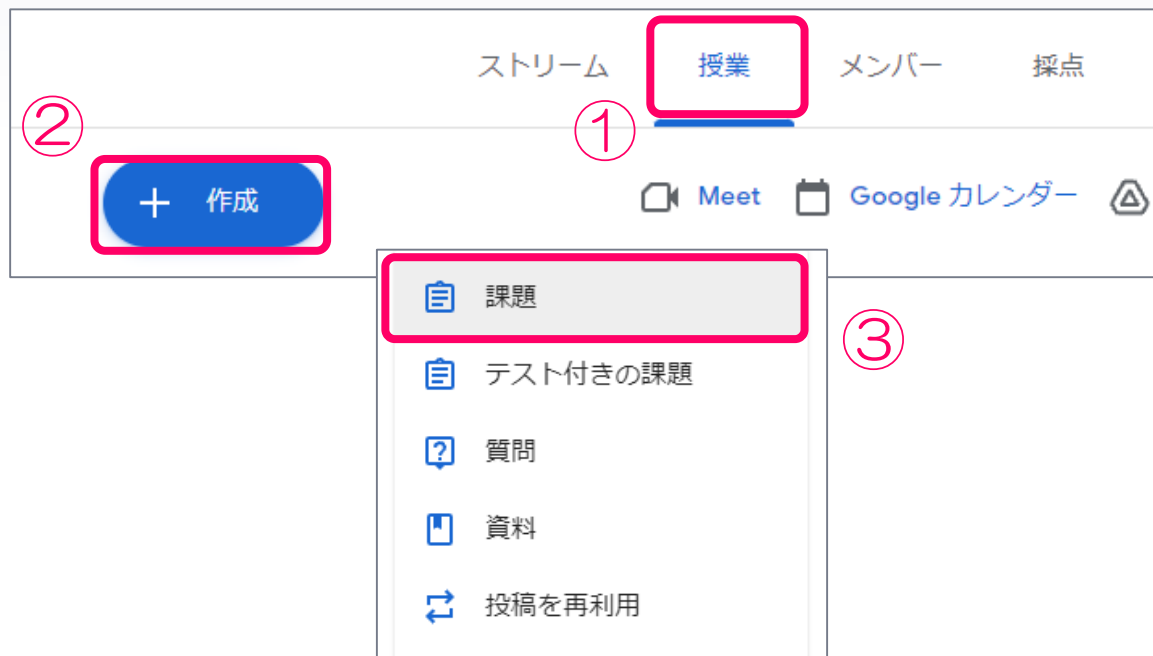 ストリーム 授業 メンバー 採点
② ①
+ 作成 Meet Google カレンダー
課題
③
テスト付きの課題
質問
資料
投稿を再利用